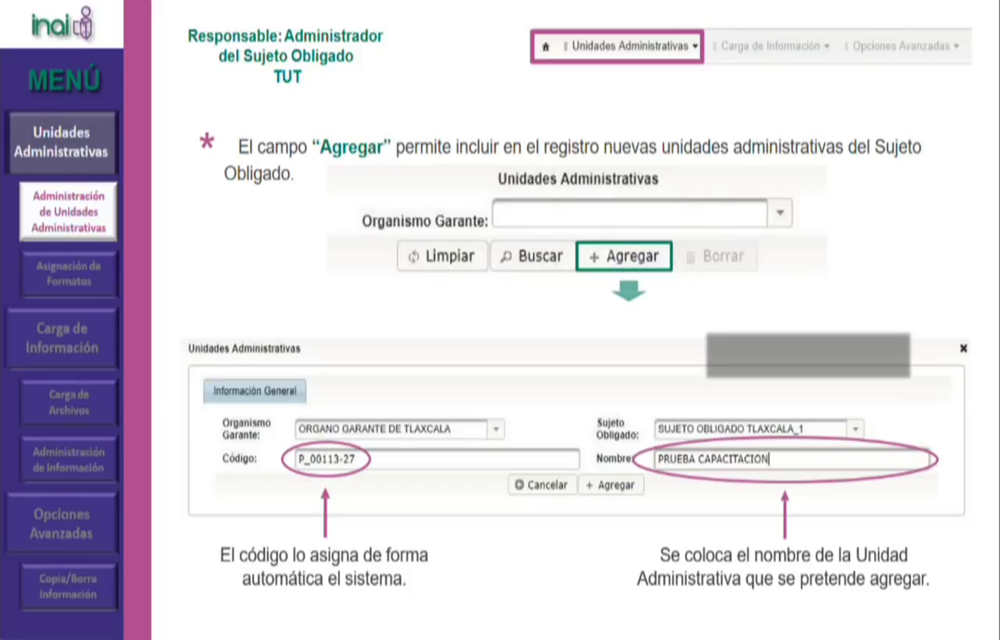 inai
MENÚ
Unidades
Administrativas
Administración
de Unidades
Administrativas
Asignación de
Formatos
Carga de
Información
Carga de
Archivos
Administración
de Información
Opciones
Avanzadas
Copia/Borra
Información
Responsable: Administrador
del Sujeto Obligado
TUT
Unidades Administrativas
Carga de Información
Opciones Avanzadas
* El campo “Agregar” permite incluir en el registro nuevas unidades administrativas del Sujeto
Obligado.
Unidades Administrativas
Organismo Garante:
Limpiar
Buscar
+ Agregar
Borrar
Unidades Administrativas
Información General
Organismo
Garante:
ORGANO GARANTE DE TLAXCALA
Sujeto
Obligado:
SUJETO OBLIGADO TLAXCALA_1
Código:
P_00113-27
Nombre:
PRUEBA CAPACITACION
Cancelar
+ Agregar
El código lo asigna de forma
automática el sistema.
Se coloca el nombre de la Unidad
Administrativa que se pretende agregar.